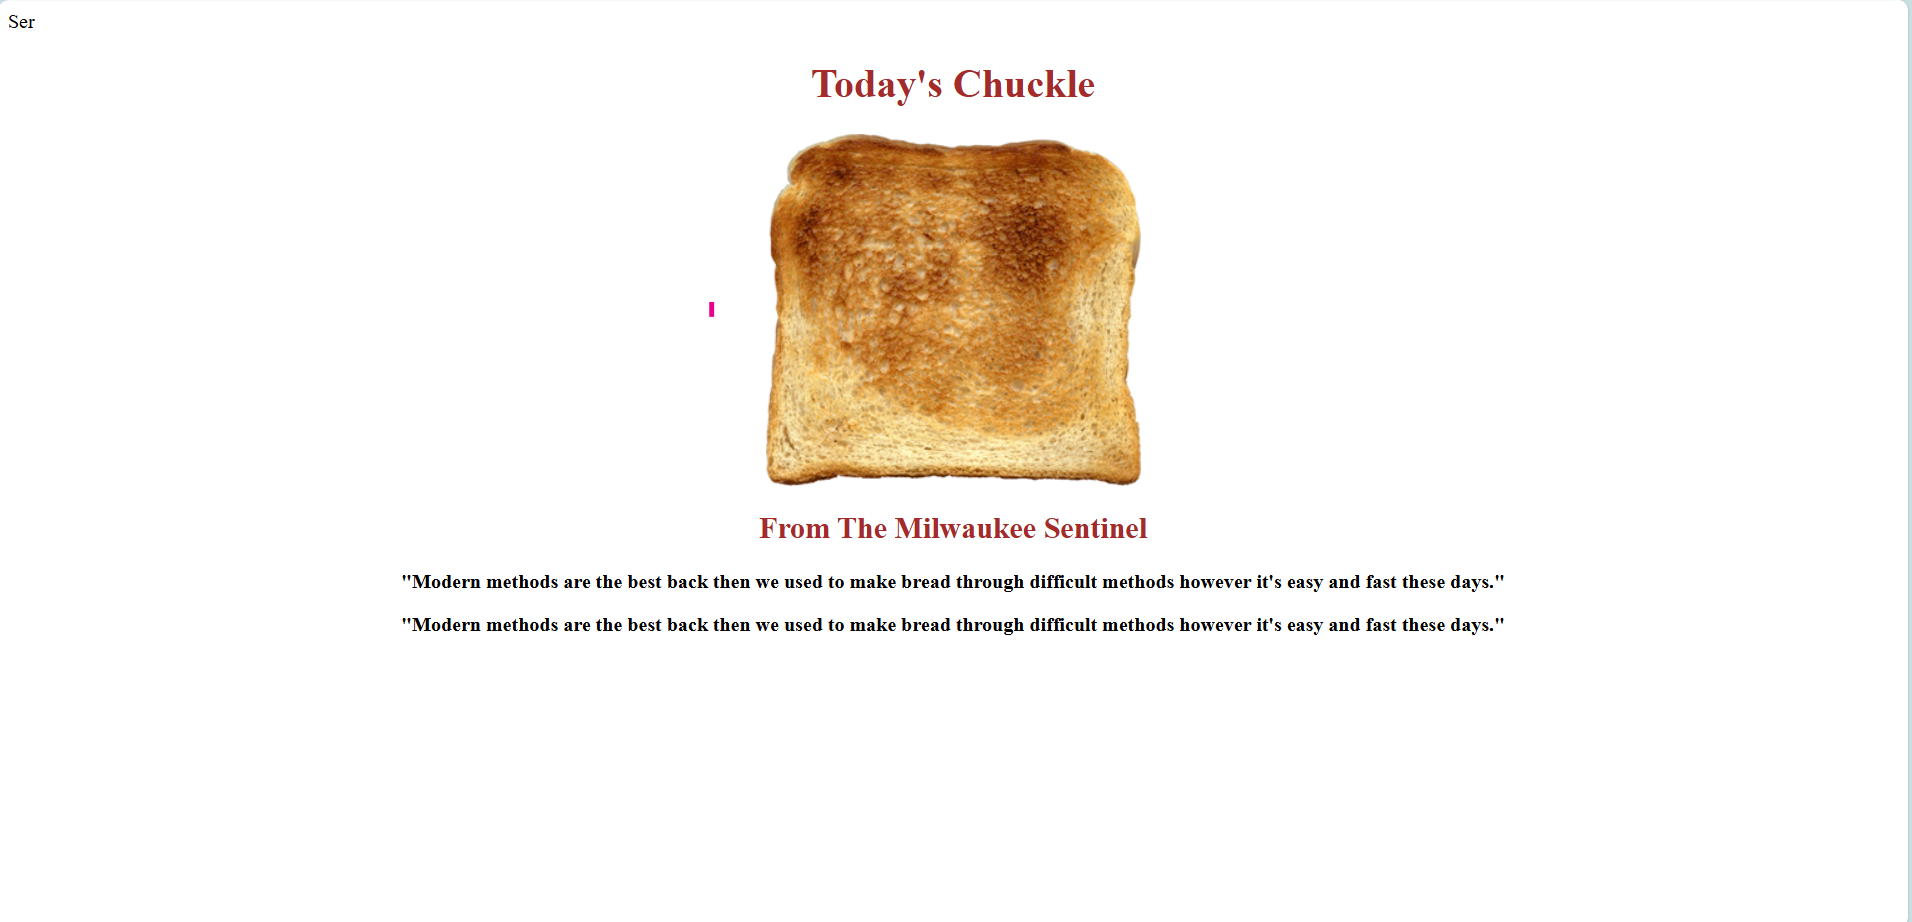 Ser
Today's Chuckle
From The Milwaukee Sentinel
"Modern methods are the best back then we used to make bread through difficult methods however it's easy and fast these days."
"Modern methods are the best back then we used to make bread through difficult methods however it's easy and fast these days."